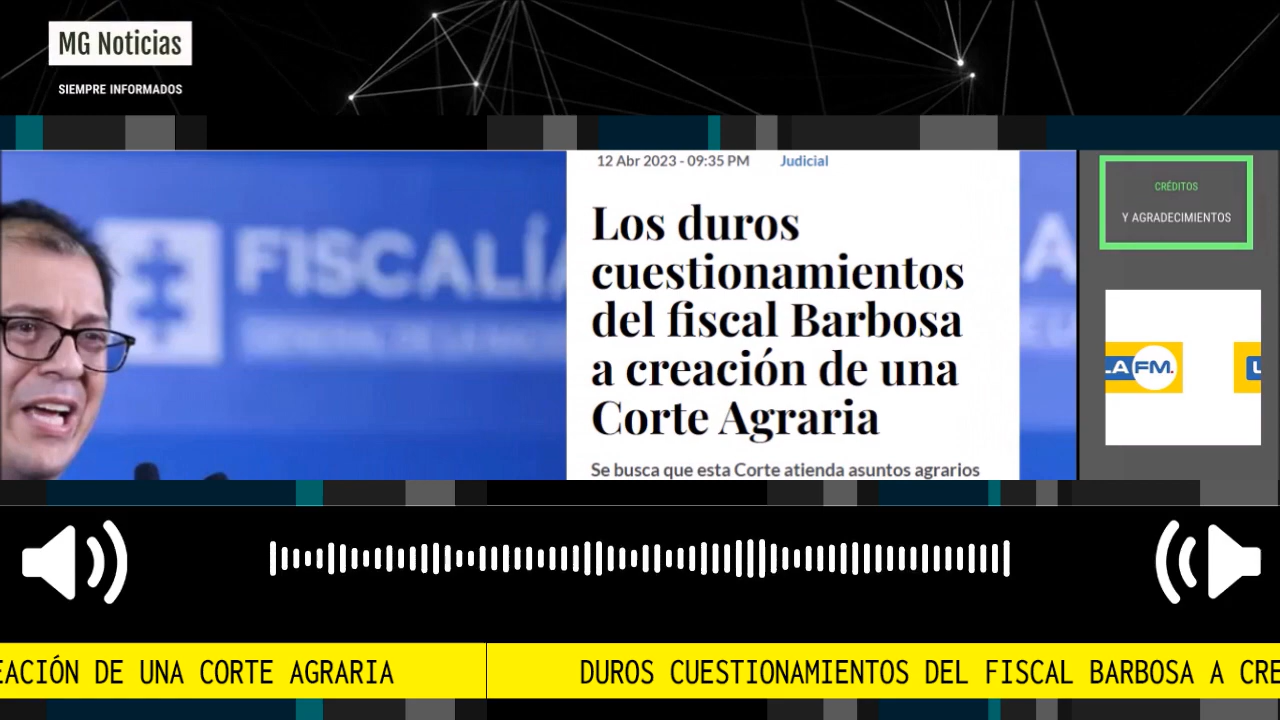 MG Noticias
SIEMPRE INFORMADOS
12 Abr 2023 - 09:35 PM Judicial
Los duros
cuestionamientos
del fiscal Barbosa
a creación de una
Corte Agraria
Se busca que esta Corte atienda asuntos agrarios
FISCALÍA
CRÉDITOS
Y AGRADECIMIENTOS
LA FM.
EACIÓN DE UNA CORTE AGRARIA
DUROS CUESTIONAMIENTOS DEL FISCAL BARBOSA A CRE